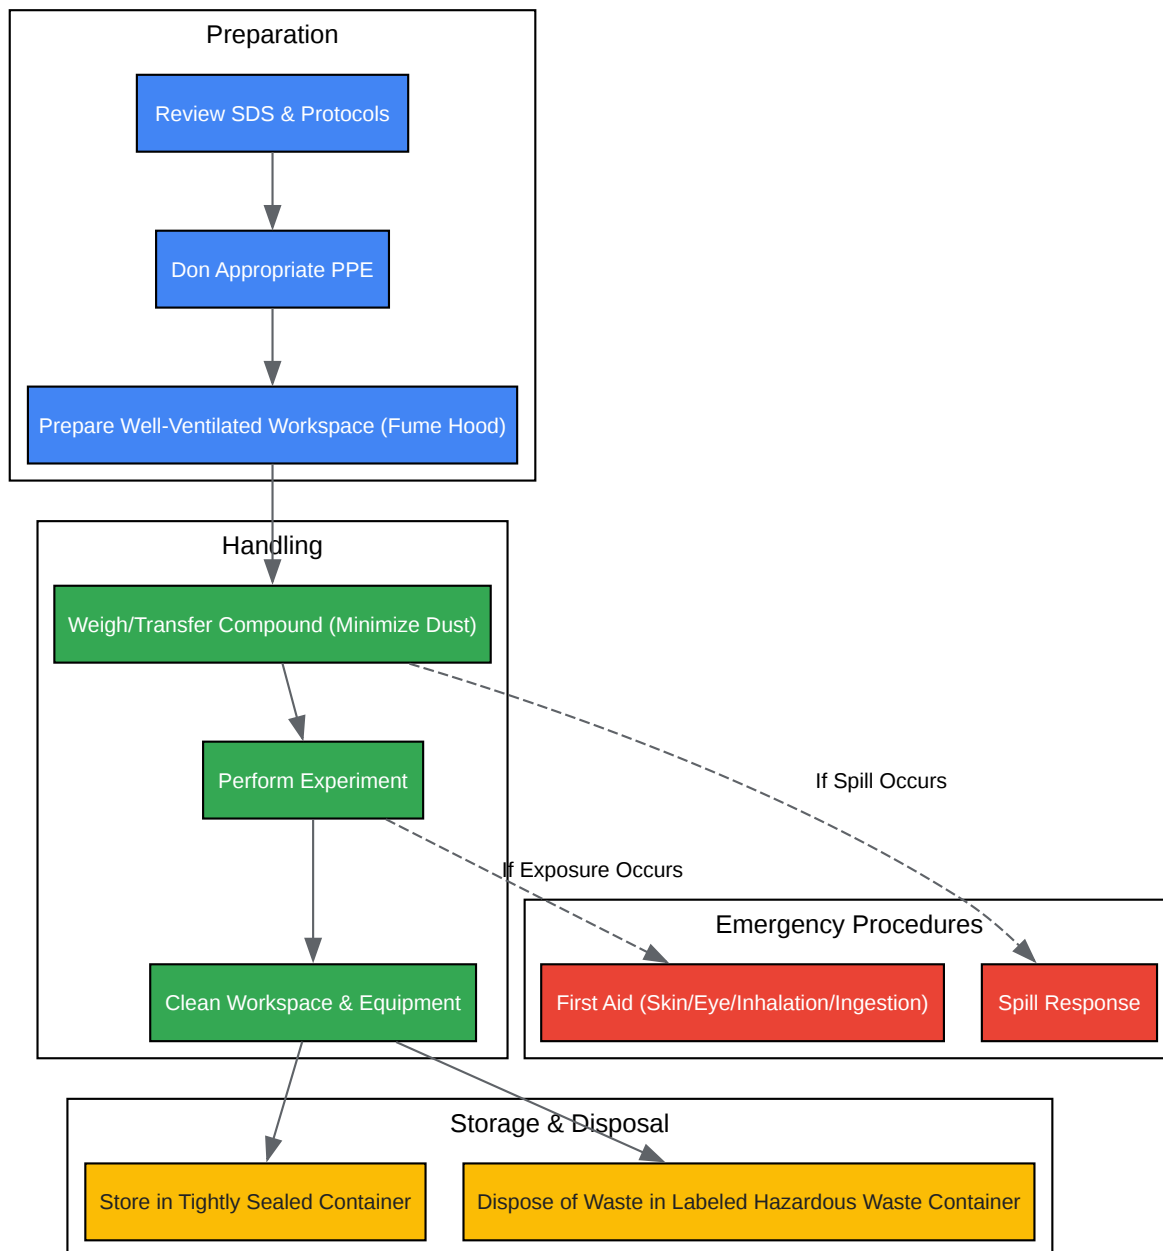 Preparation
Review SDS & Protocols
Don Appropriate PPE
Prepare Well-Ventilated Workspace (Fume Hood)
Handling
Weigh/Transfer Compound (Minimize Dust)
Perform Experiment
If Spill Occurs
If Exposure Occurs
Emergency Procedures
Clean Workspace & Equipment
First Aid (Skin/Eye/Inhalation/Ingestion)
Spill Response
Storage & Disposal
Store in Tightly Sealed Container
Dispose of Waste in Labeled Hazardous Waste Container